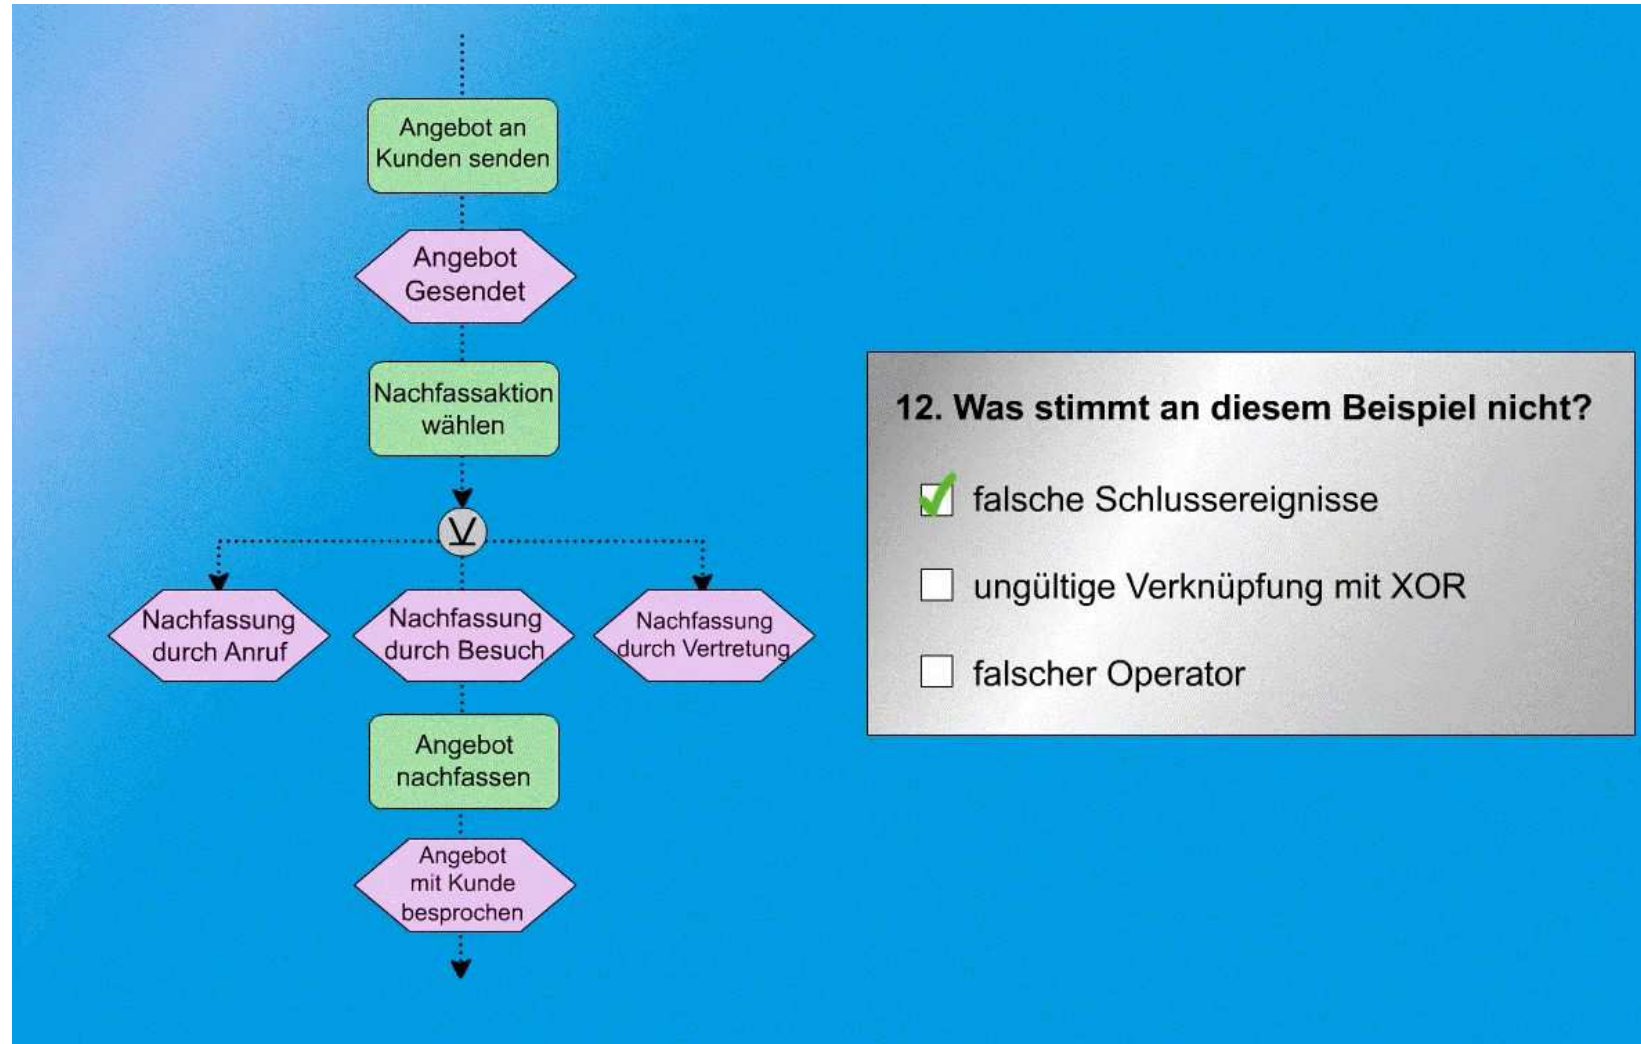 Angebot an
Kunden senden
Angebot
Gesendet
Nachfassaktion
wählen
V
Nachfassung
durch Anruf
Nachfassung
durch Besuch
Nachfassung
durch Vertretung
Angebot
nachfassen
Angebot
mit Kunde
besprochen
12. Was stimmt an diesem Beispiel nicht?
falsche Schlussereignisse
ungültige Verknüpfung mit XOR
falscher Operator